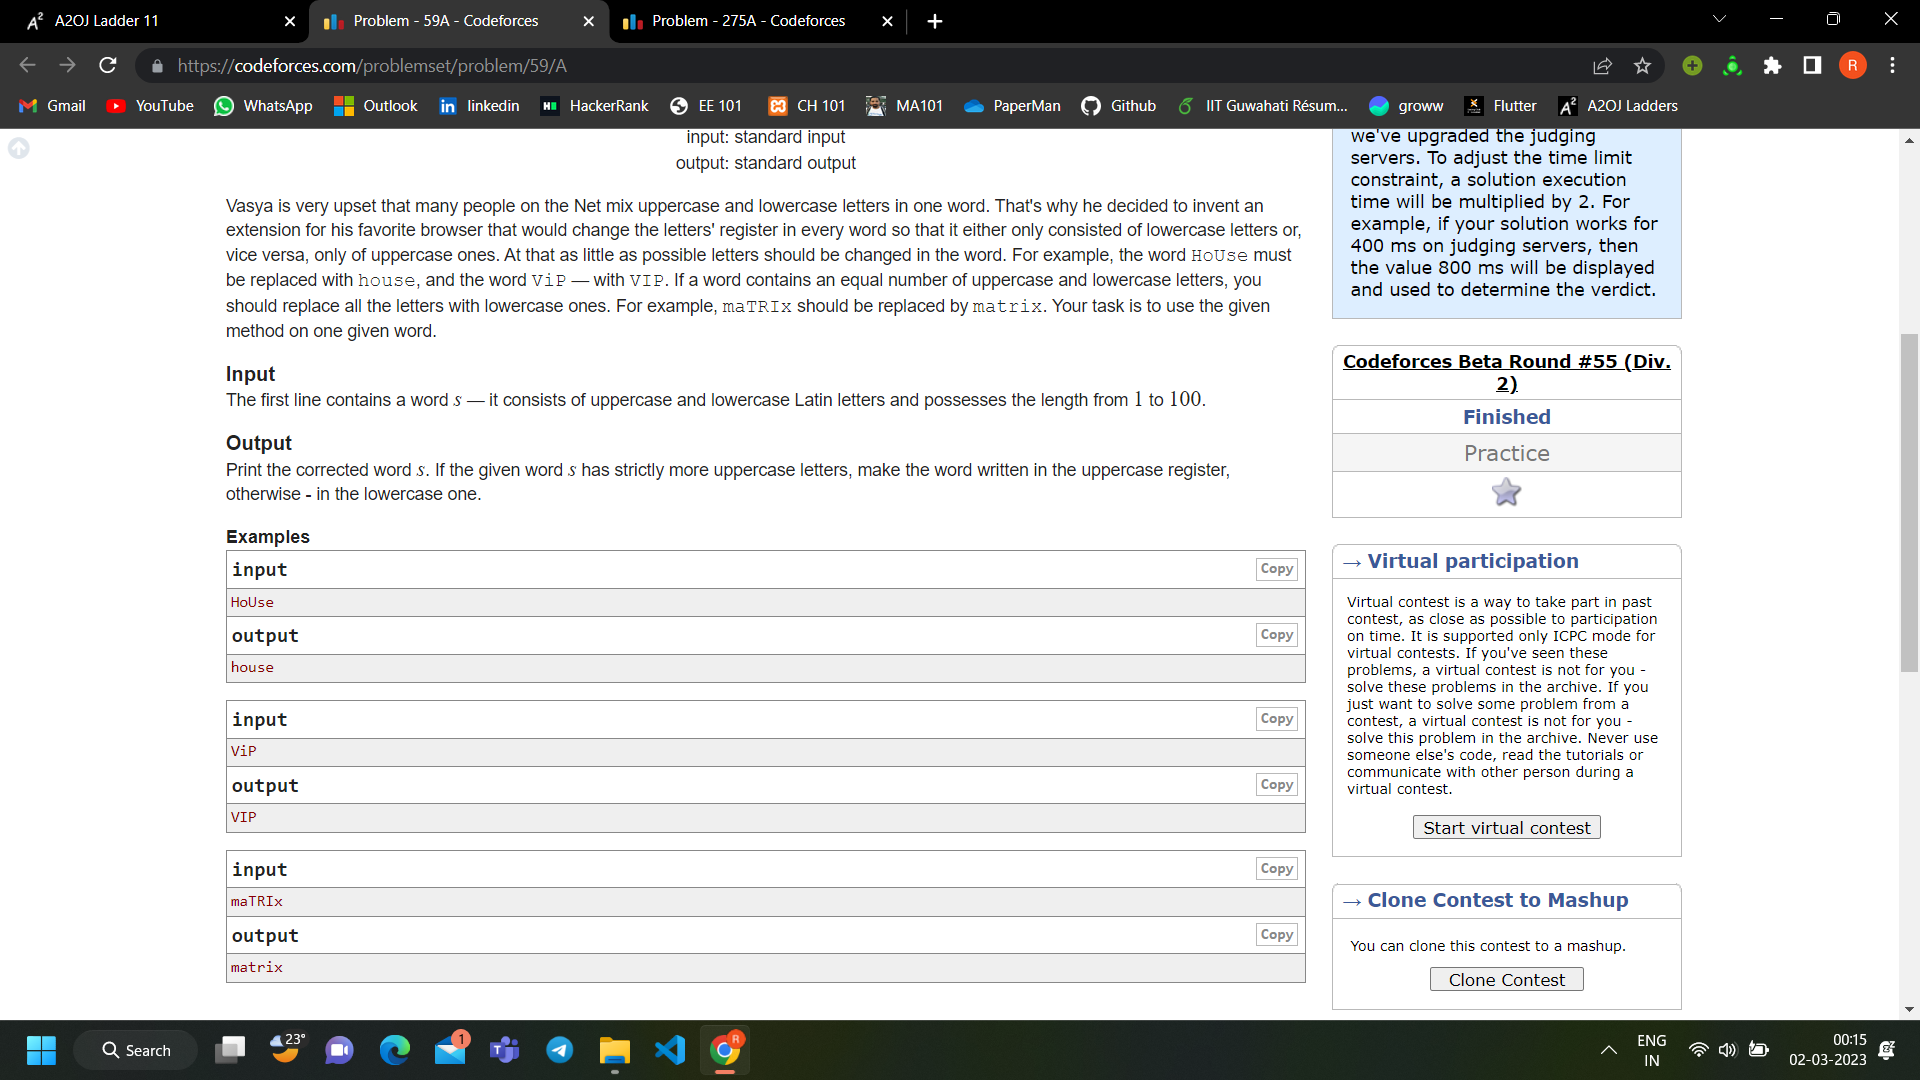 A2OJ Ladder 11
Problem - 59A - Codeforces
Problem - 275A - Codeforces
https://codeforces.com/problemset/problem/59/A
R
Gmail
YouTube
WhatsApp
Outlook
linkedin
HackerRank
EE 101
CH 101
MA101
PaperMan
Github
IIT Guwahati Résum...
groww
Flutter
A2OJ Ladders
input: standard input
output: standard output
Vasya is very upset that many people on the Net mix uppercase and lowercase letters in one word. That's why he decided to invent an
extension for his favorite browser that would change the letters' register in every word so that it either only consisted of lowercase letters or,
vice versa, only of uppercase ones. At that as little as possible letters should be changed in the word. For example, the word HoUse must
be replaced with house, and the word ViP — with VIP. If a word contains an equal number of uppercase and lowercase letters, you
should replace all the letters with lowercase ones. For example, maTRIx should be replaced by matrix. Your task is to use the given
method on one given word.
Input
The first line contains a word s — it consists of uppercase and lowercase Latin letters and possesses the length from 1 to 100.
Output
Print the corrected word s. If the given word s has strictly more uppercase letters, make the word written in the uppercase register,
otherwise - in the lowercase one.
Examples
input
Copy
HoUse
output
Copy
house
input
Copy
ViP
output
Copy
VIP
input
Copy
maTRIx
output
Copy
matrix
we've upgraded the judging
servers. To adjust the time limit
constraint, a solution execution
time will be multiplied by 2. For
example, if your solution works for
400 ms on judging servers, then
the value 800 ms will be displayed
and used to determine the verdict.
Codeforces Beta Round #55 (Div.
2)
Finished
Practice
→ Virtual participation
Virtual contest is a way to take part in past
contest, as close as possible to participation
on time. It is supported only ICPC mode for
virtual contests. If you've seen these
problems, a virtual contest is not for you -
solve these problems in the archive. If you
just want to solve some problem from a
contest, a virtual contest is not for you -
solve this problem in the archive. Never use
someone else's code, read the tutorials or
communicate with other person during a
virtual contest.
Start virtual contest
→ Clone Contest to Mashup
You can clone this contest to a mashup.
Clone Contest
Search
23°
1
R
ENG
IN
00:15
02-03-2023